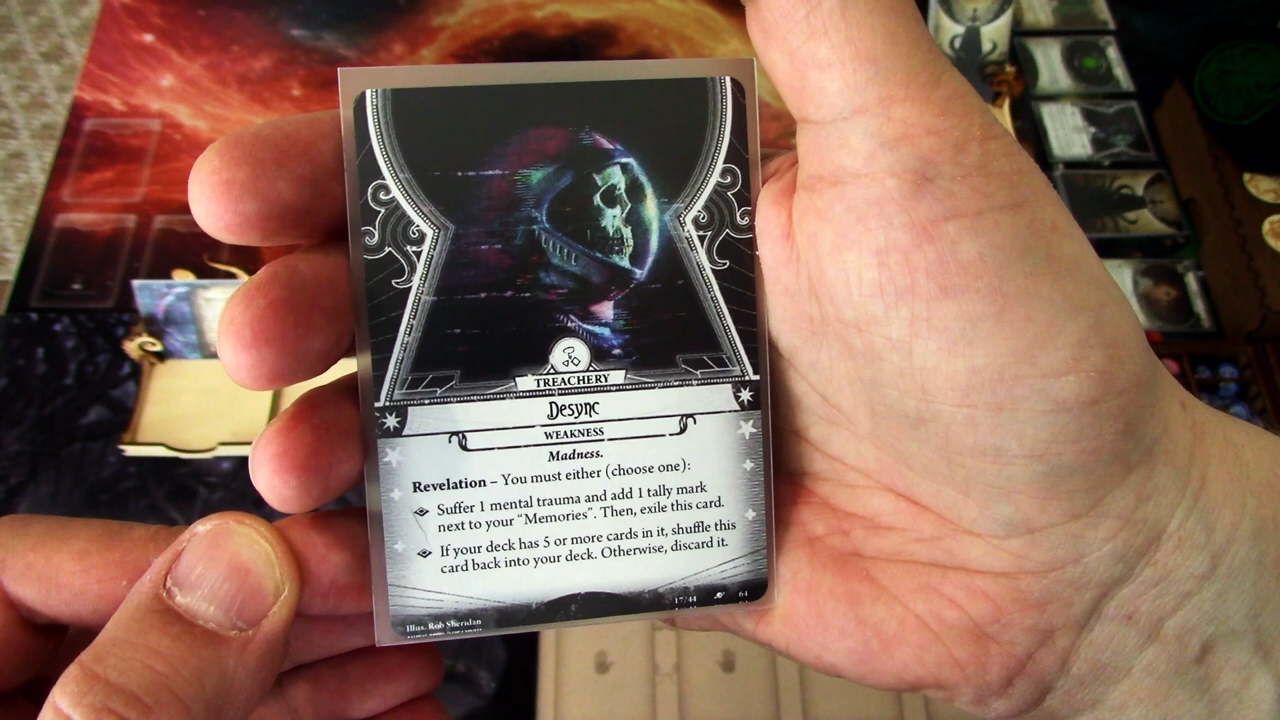 TREACHERY
Desync
WEAKNESS
Madness.
Revelation – You must either (choose one):
Suffer 1 mental trauma and add 1 tally mark
next to your “Memories”. Then, exile this card.
If your deck has 5 or more cards in it, shuffle this
card back into your deck. Otherwise, discard it.
Illus. Rob Sheridan
17/44 64